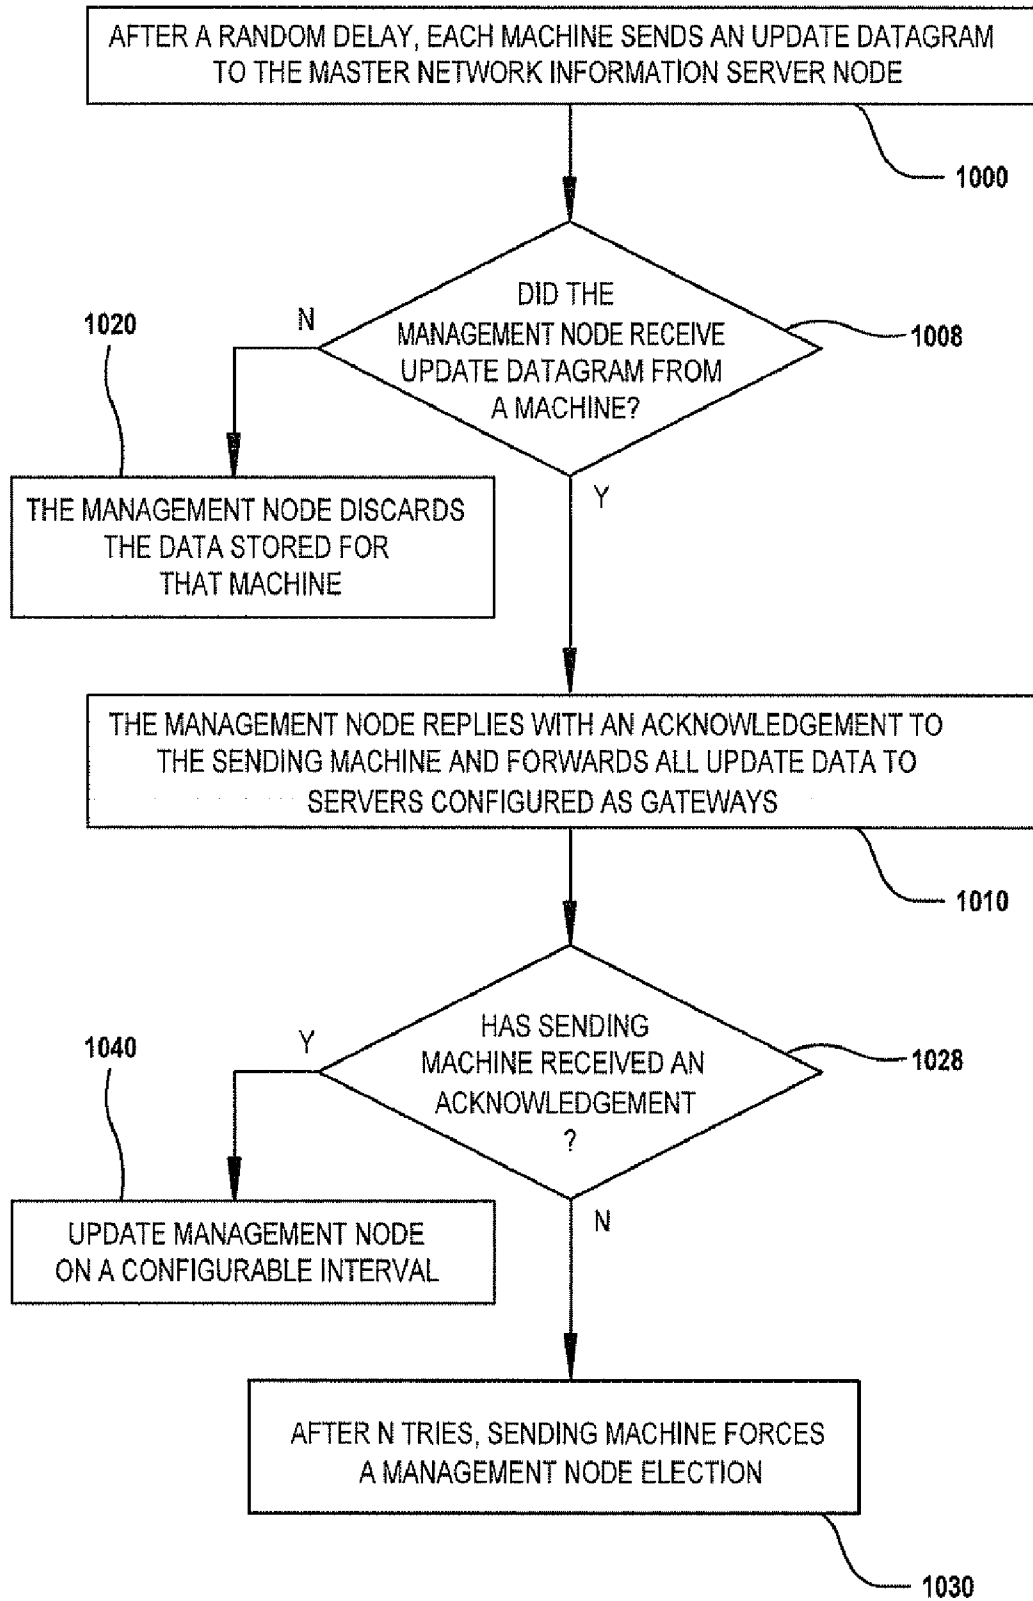 AFTER A RANDOM DELAY, EACH MACHINE SENDS AN UPDATE DATAGRAM
TO THE MASTER NETWORK INFORMATION SERVER NODE
1000
DID THE
MANAGEMENT NODE RECEIVE
UPDATE DATAGRAM FROM
A MACHINE?
1008
N
1020
Y
THE MANAGEMENT NODE DISCARDS
THE DATA STORED FOR
THAT MACHINE
THE MANAGEMENT NODE REPLIES WITH AN ACKNOWLEDGEMENT TO
THE SENDING MACHINE AND FORWARDS ALL UPDATE DATA TO
SERVERS CONFIGURED AS GATEWAYS
1010
HAS SENDING
MACHINE RECEIVED AN
ACKNOWLEDGEMENT
?
1028
Y
1040
N
UPDATE MANAGEMENT NODE
ON A CONFIGURABLE INTERVAL
AFTER N TRIES, SENDING MACHINE FORCES
A MANAGEMENT NODE ELECTION
1030